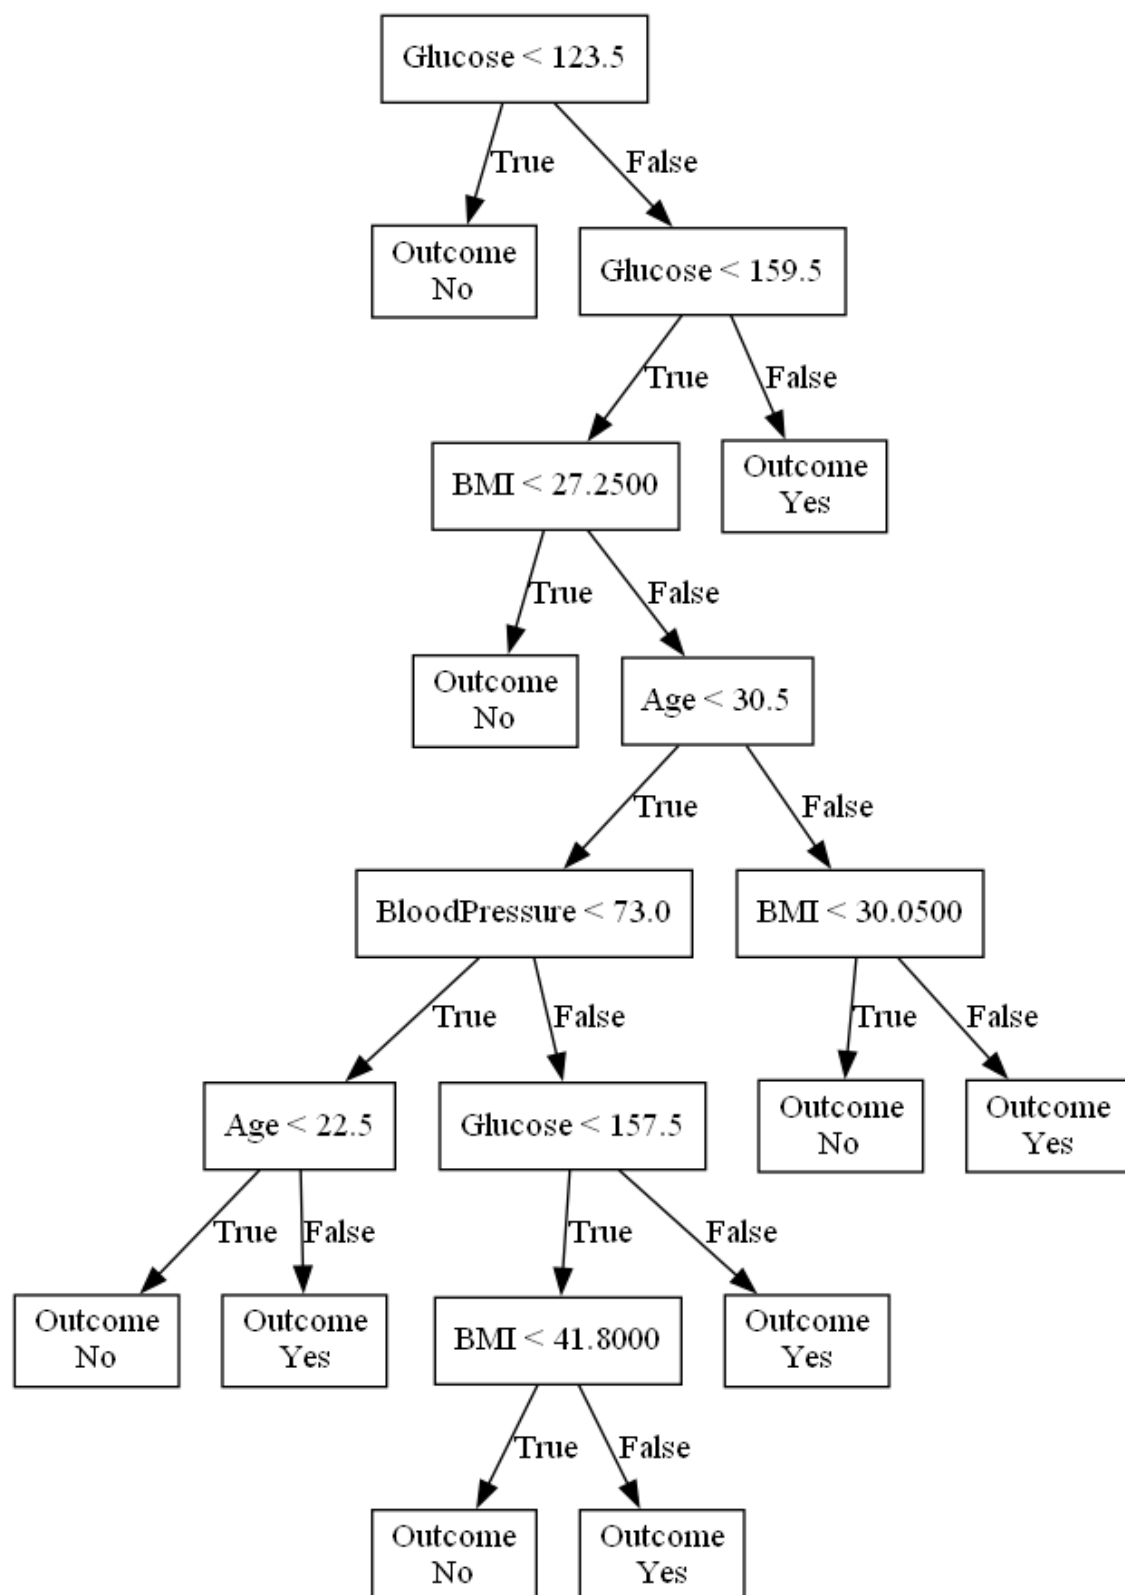 Glucose < 123.5
True
False
Outcome
No
Glucose < 159.5
True
False
BMI < 27.2500
Outcome
Yes
True
False
Outcome
No
Age < 30.5
True
False
BloodPressure < 73.0
BMI < 30.0500
True
False
True
False
Age < 22.5
Glucose < 157.5
Outcome
No
Outcome
Yes
True
False
True
False
Outcome
No
Outcome
Yes
BMI < 41.8000
Outcome
Yes
True
False
Outcome
No
Outcome
Yes